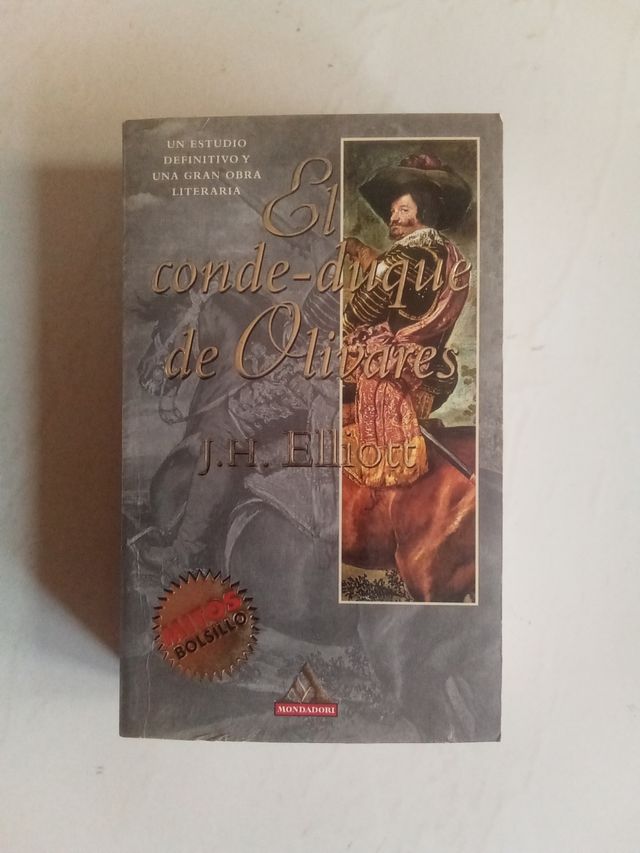 UN ESTUDIO
DEFINITIVO Y
UNA GRAN OBRA
LITERARIA
El
conde-duque
de Olivares
J.H. Elliott
MITOS
BOLSILLO
MONDADORI